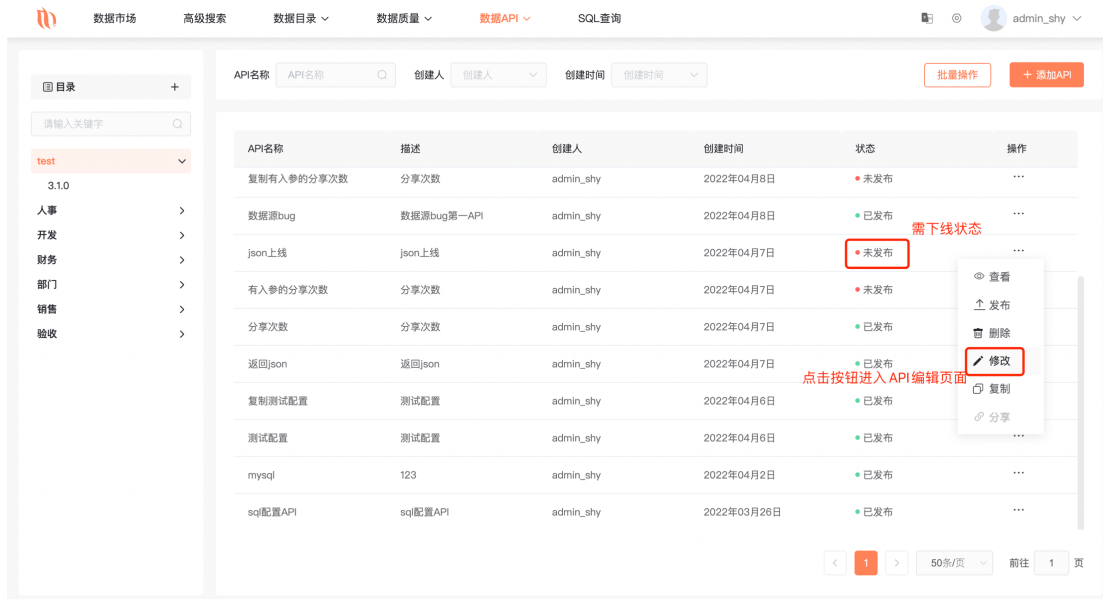 数据市场 高级搜索 数据目录 数据质量 数据API SQL查询 admin_shy
目录 +
请输入关键字
test
3.1.0
人事
开发
财务
部门
销售
验收
API名称 API名称 创建人 创建人 创建时间 创建时间 批量操作 + 添加API
API名称 描述 创建人 创建时间 状态 操作
复制有入参的分享次数 分享次数 admin_shy 2022年04月8日 未发布 ...
数据源bug 数据源bug第一API admin_shy 2022年04月8日 已发布 ...
需下线状态
json上线 json上线 admin_shy 2022年04月7日 未发布 ...
有入参的分享次数 分享次数 admin_shy 2022年04月7日 未发布
分享次数 分享次数 admin_shy 2022年04月7日 已发布
返回json 返回json admin_shy 2022年04月7日 已发布
点击按钮进入API编辑页面
复制测试配置 测试配置 admin_shy 2022年04月6日 已发布
测试配置 测试配置 admin_shy 2022年04月6日 已发布 ...
mysql 123 admin_shy 2022年04月2日 已发布 ...
sql配置API sql配置API admin_shy 2022年03月26日 已发布 ...
查看
发布
删除
修改
复制
分享
< 1 > 50条/页 前往 1 页